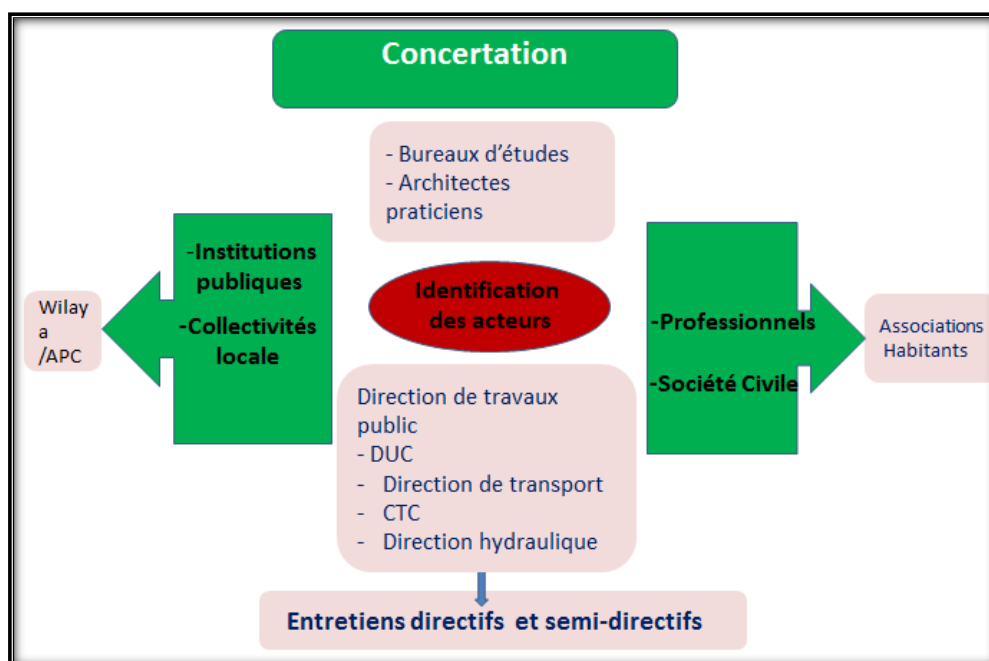 Concertation
- Bureaux d'études
- Architectes
praticiens
-Institutions
publiques
-Collectivités
locale
Wilay
a
/APC
Identification
des acteurs
-Professionnels
-Société Civile
Associations
Habitants
Direction de travaux
public
- DUC
- Direction de transport
- CTC
- Direction hydraulique
Entretiens directifs et semi-directifs